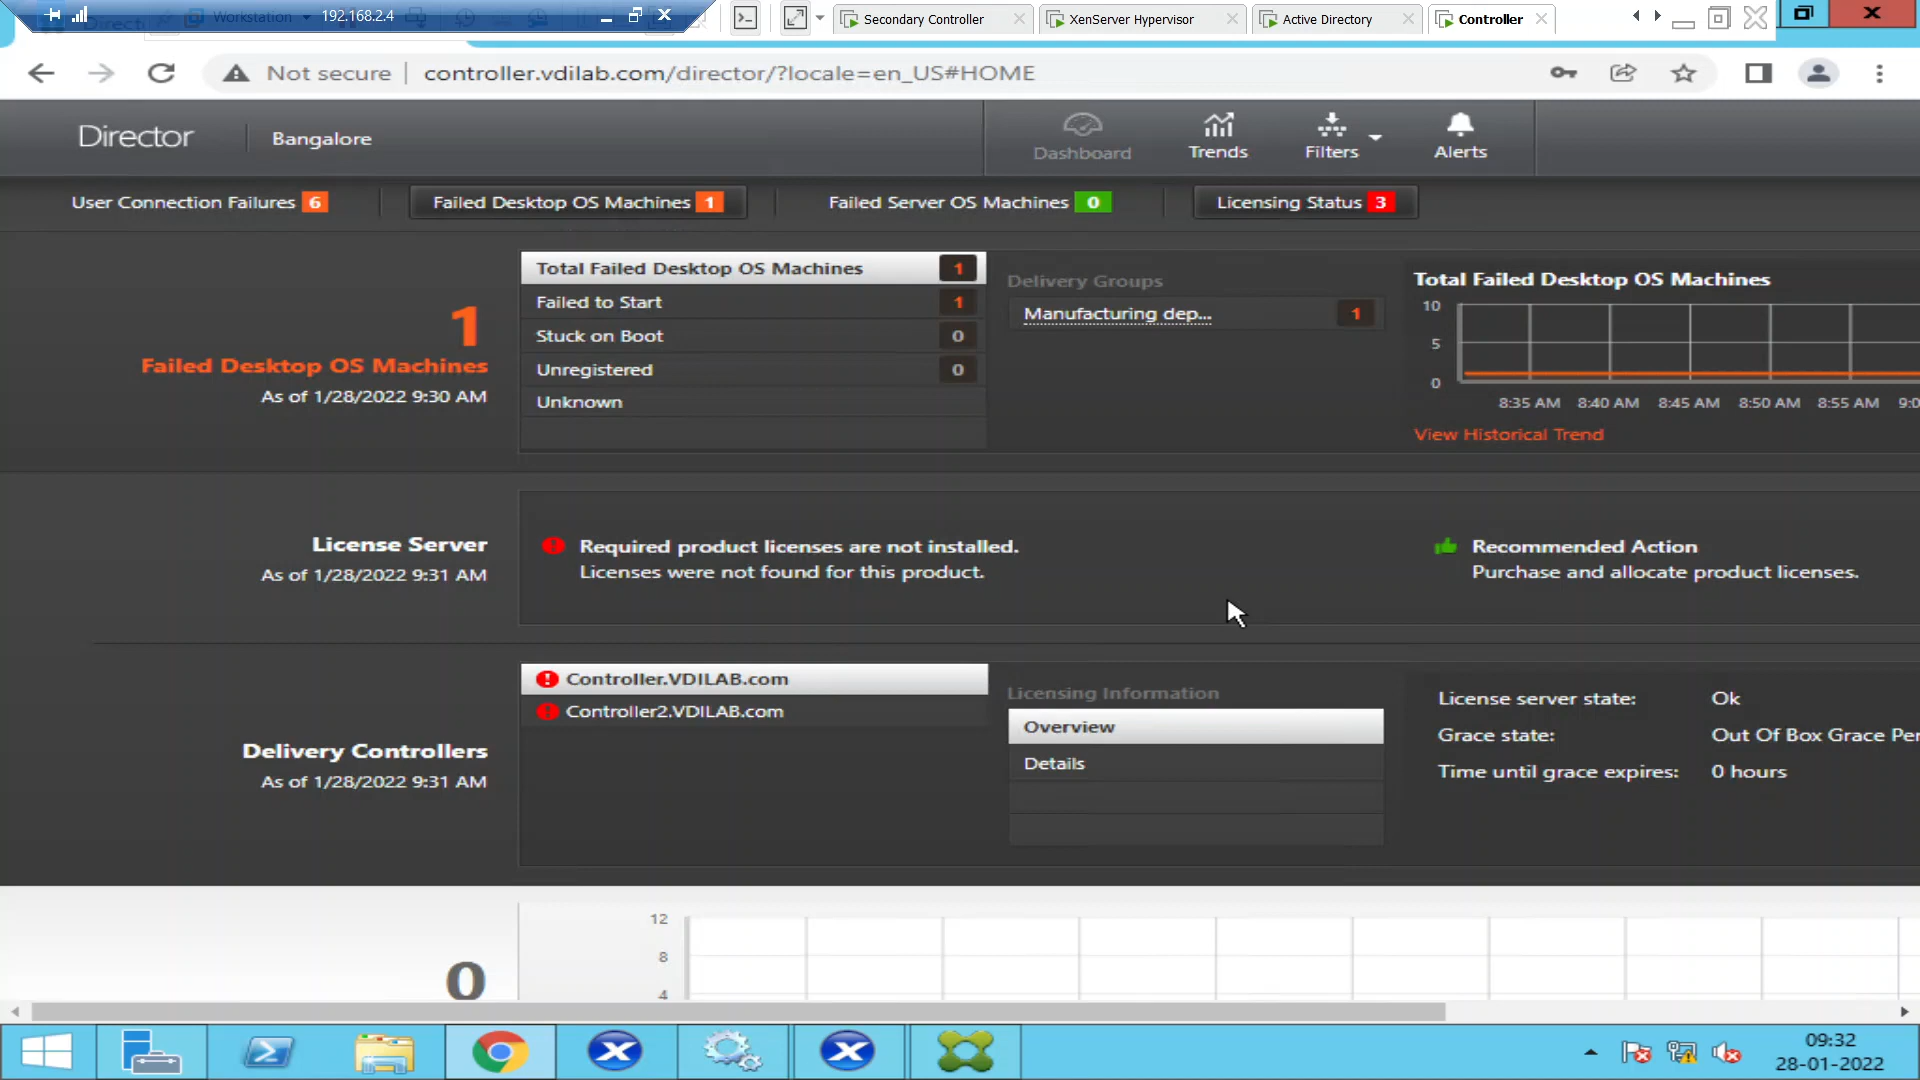 Workstation 192.168.2.4 Secondary Controller XenServer Hypervisor Active Directory Controller
Not secure controller.vdilab.com/director/?locale=en_US#HOME
Director Bangalore Dashboard Trends Filters Alerts
User Connection Failures 6 Failed Desktop OS Machines 1 Failed Server OS Machines 0 Licensing Status 3
1
Failed Desktop OS Machines
As of 1/28/2022 9:30 AM
Total Failed Desktop OS Machines 1
Failed to Start 1
Stuck on Boot 0
Unregistered 0
Unknown
Delivery Groups
Manufacturing dep... 1
Total Failed Desktop OS Machines
10
5
0
8:35 AM 8:40 AM 8:45 AM 8:50 AM 8:55 AM 9:0
View Historical Trend
License Server
As of 1/28/2022 9:31 AM
Required product licenses are not installed.
Licenses were not found for this product.
Recommended Action
Purchase and allocate product licenses.
Delivery Controllers
As of 1/28/2022 9:31 AM
Controller.VDILAB.com
Controller2.VDILAB.com
Licensing Information
Overview
Details
License server state: Ok
Grace state: Out Of Box Grace Per
Time until grace expires: 0 hours
0
12
8
4
09:32
28-01-2022